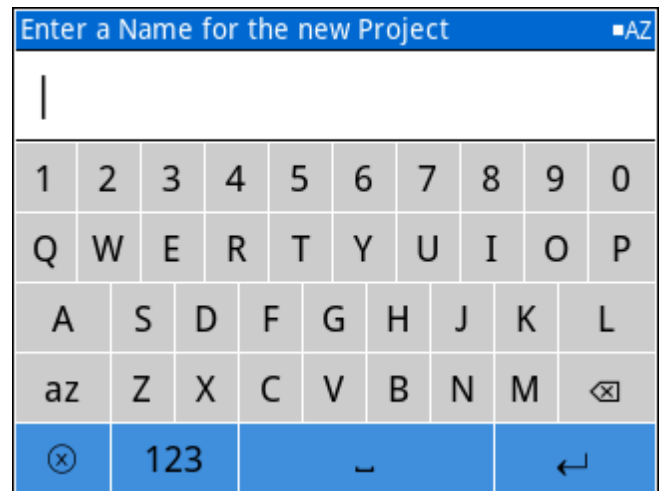 Enter a Name for the new Project ■AZ
1 2 3 4 5 6 7 8 9 0
Q W E R T Y U I O P
A S D F G H J K L
az Z X C V B N M ⌫
ⓧ 123 ⎵ ↵